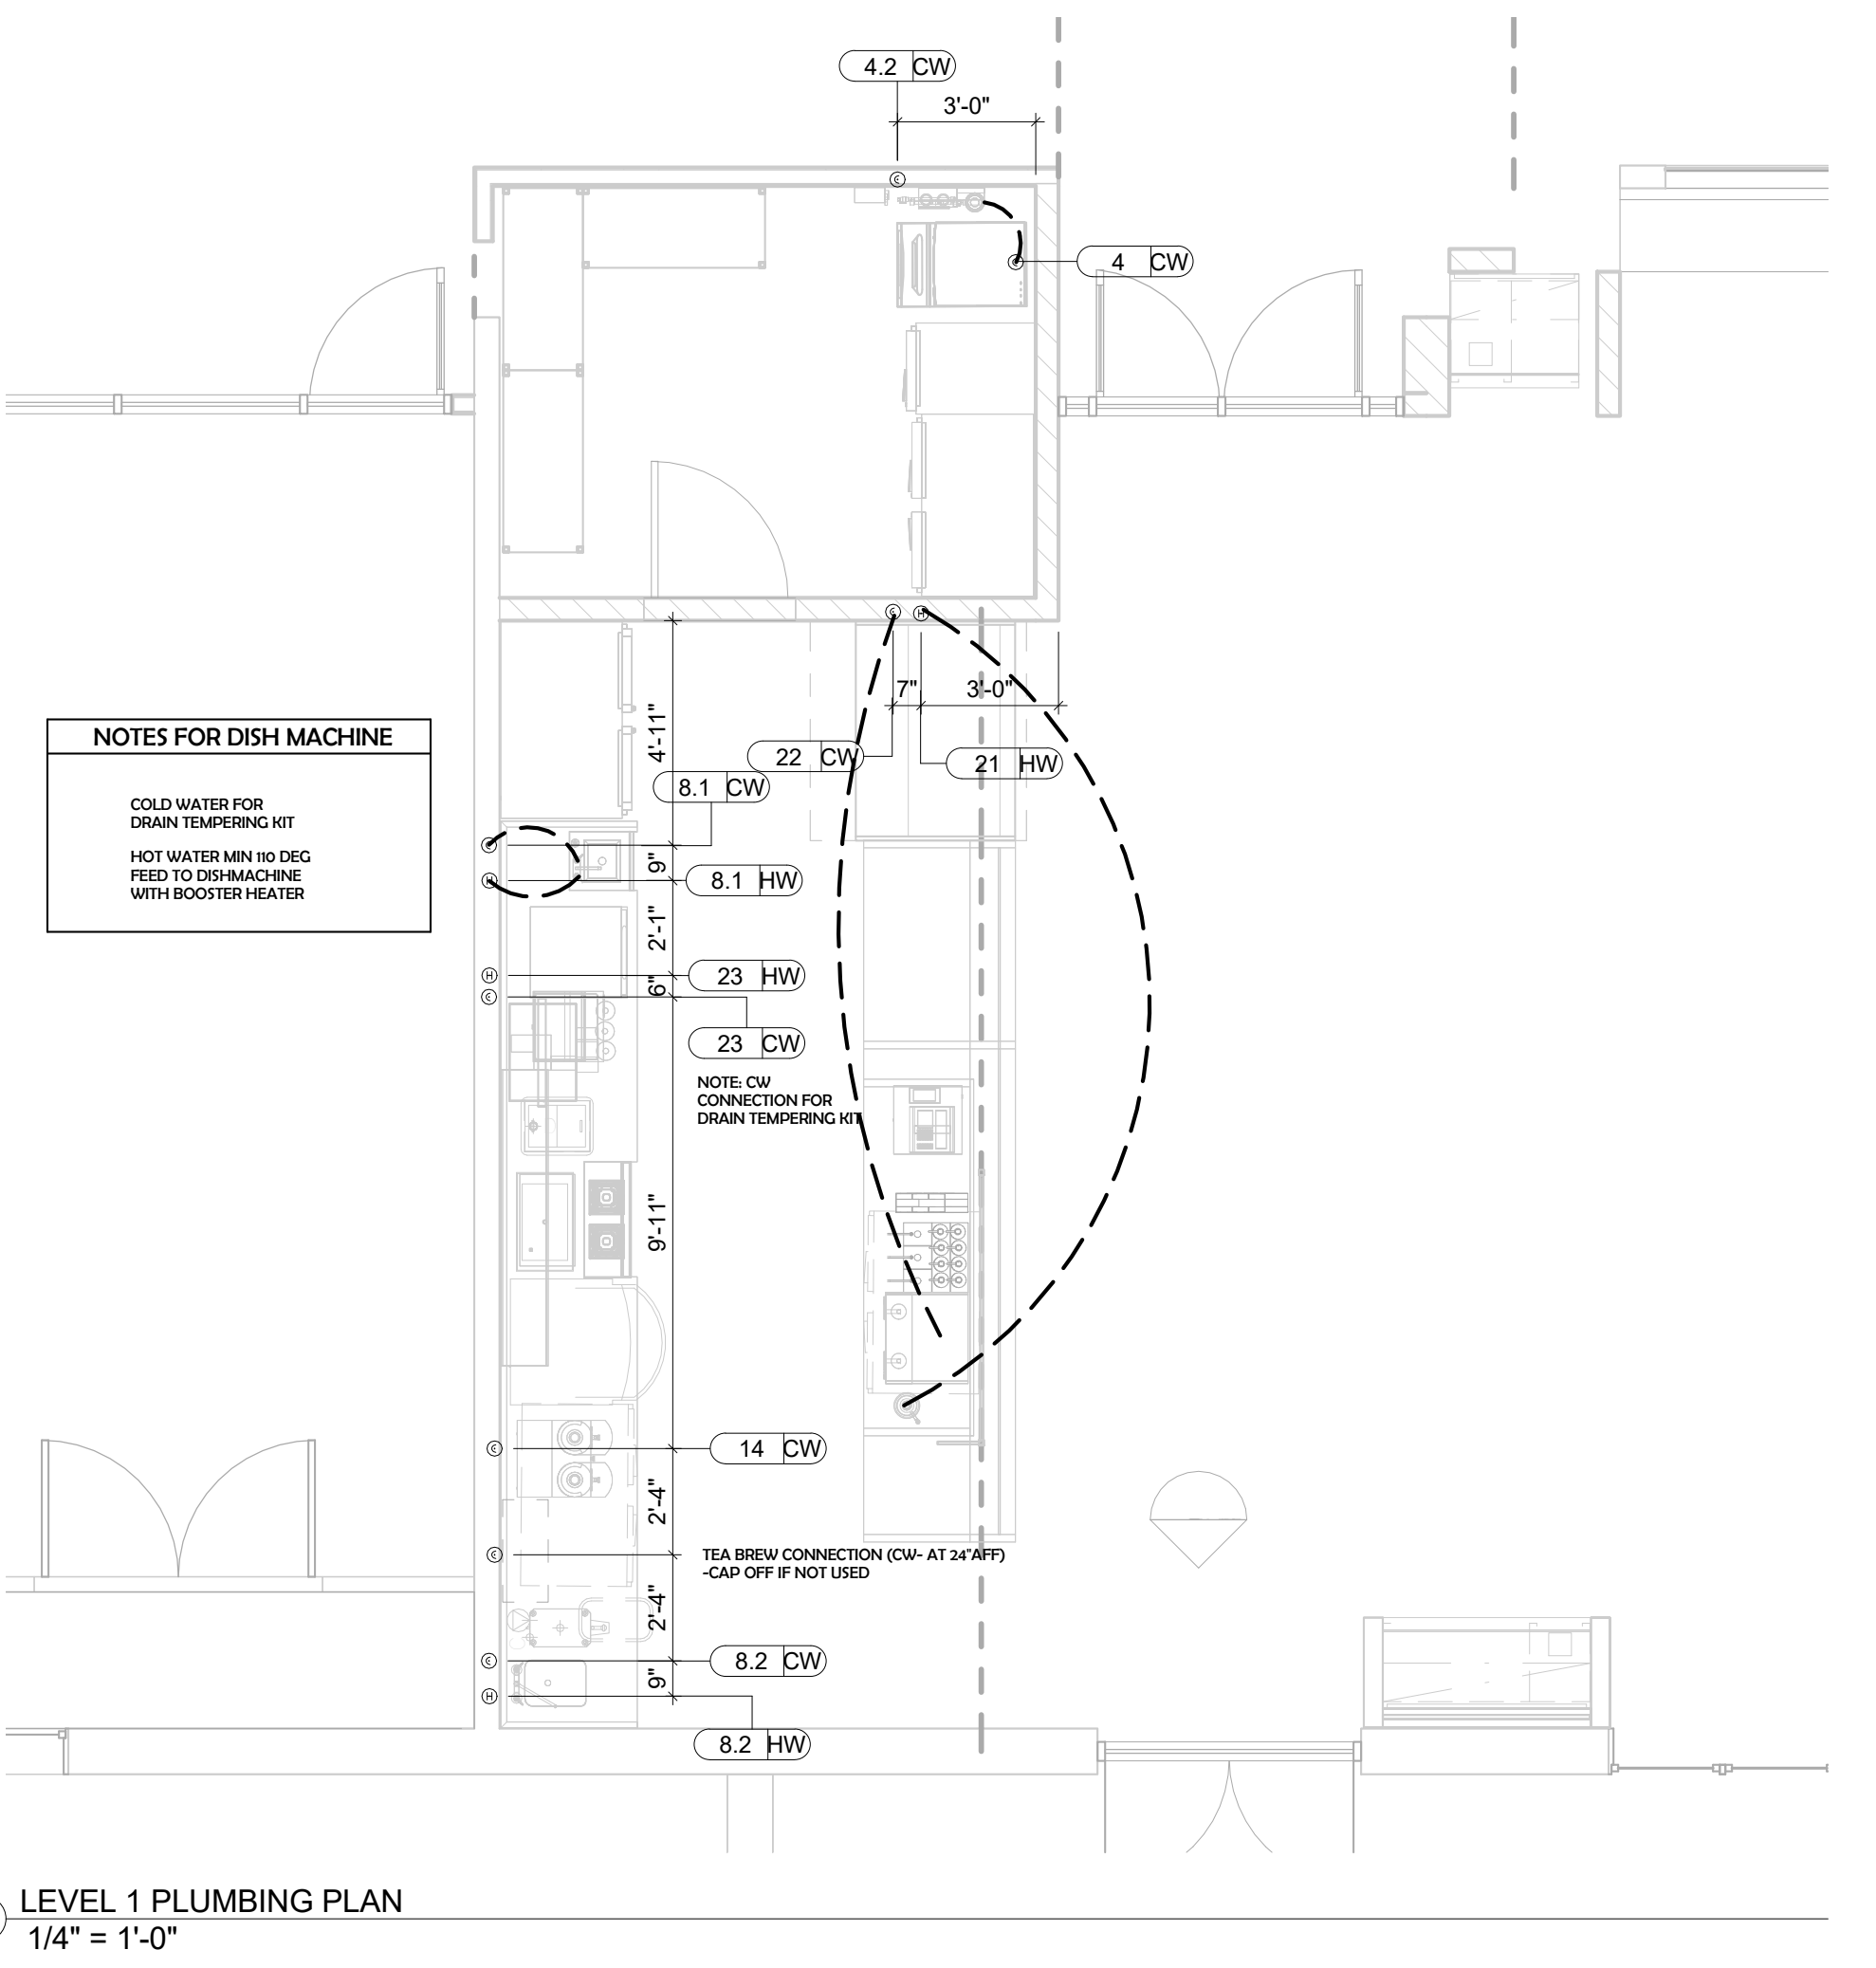 4.2 CW
3'-0"
4 CW
7"
3'-0"
4'-11"
22 CW
21 HW
8.1 CW
NOTES FOR DISH MACHINE
COLD WATER FOR
DRAIN TEMPERING KIT
HOT WATER MIN 110 DEG
FEED TO DISHMACHINE
WITH BOOSTER HEATER
C
9"
H
8.1 HW
2'-1"
H
23 HW
6"
C
23 CW
NOTE: CW
CONNECTION FOR
DRAIN TEMPERING KIT
9'-11"
C
14 CW
2'-4"
C
TEA BREW CONNECTION (CW- AT 24"AFF)
-CAP OFF IF NOT USED
2'-4"
C
8.2 CW
9"
H
8.2 HW
LEVEL 1 PLUMBING PLAN
1/4" = 1'-0"